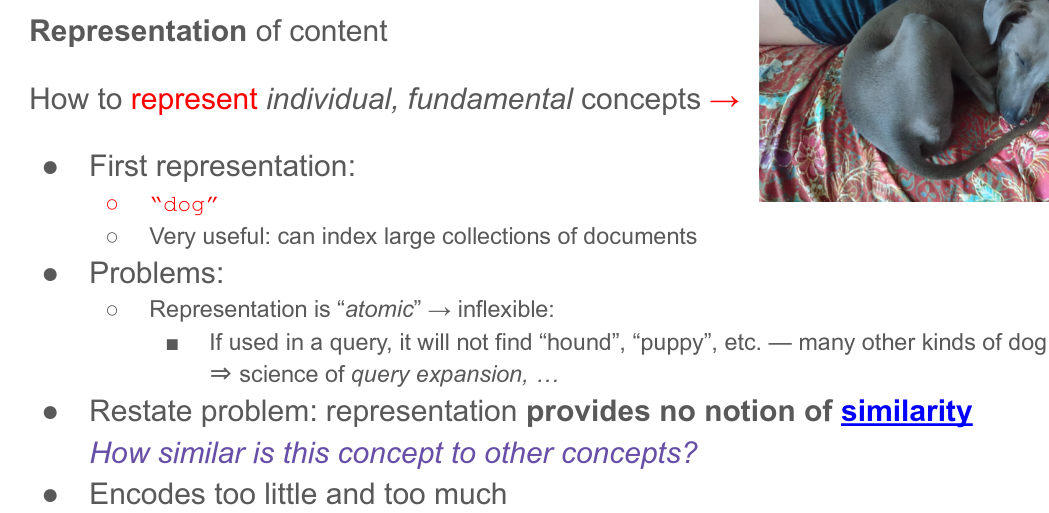 Representation of content
How to represent individual, fundamental concepts →
● First representation:
○ “dog”
○ Very useful: can index large collections of documents
● Problems:
○ Representation is “atomic” → inflexible:
■ If used in a query, it will not find “hound”, “puppy”, etc. — many other kinds of dog
⇒ science of query expansion, …
● Restate problem: representation provides no notion of similarity
How similar is this concept to other concepts?
● Encodes too little and too much